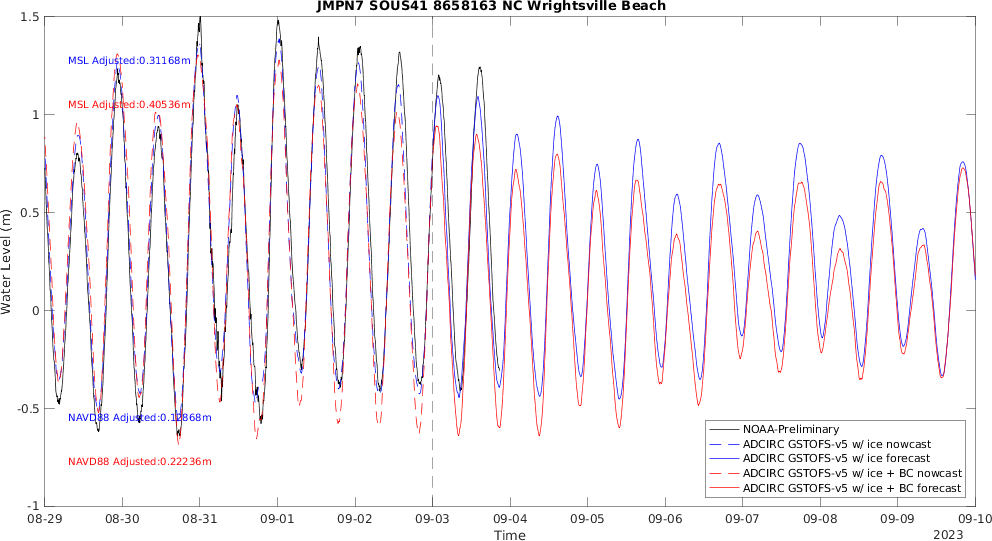 JMPN7 SOUS41 8658163 NC Wrightsville Beach
1.5
1
0.5
0
-0.5
-1
Water Level (m)
MSL Adjusted:0.31168m
MSL Adjusted:0.40536m
NAVD88 Adjusted:0.12868m
NAVD88 Adjusted:0.22236m
NOAA-Preliminary
ADCIRC GSTOFS-v5 w/ ice nowcast
ADCIRC GSTOFS-v5 w/ ice forecast
ADCIRC GSTOFS-v5 w/ ice + BC nowcast
ADCIRC GSTOFS-v5 w/ ice + BC forecast
08-29 08-30 08-31 09-01 09-02 09-03 09-04 09-05 09-06 09-07 09-08 09-09 09-10
Time
2023